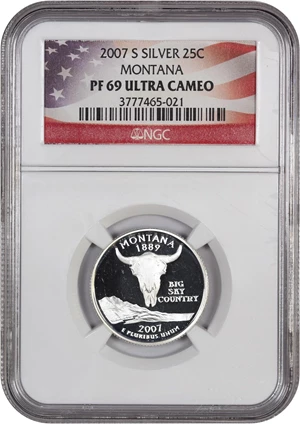 2007 S SILVER 25C
MONTANA
PF 69 ULTRA CAMEO
3777465-021
NGC
MONTANA
1889
BIG
SKY
COUNTRY
2007
E PLURIBUS UNUM